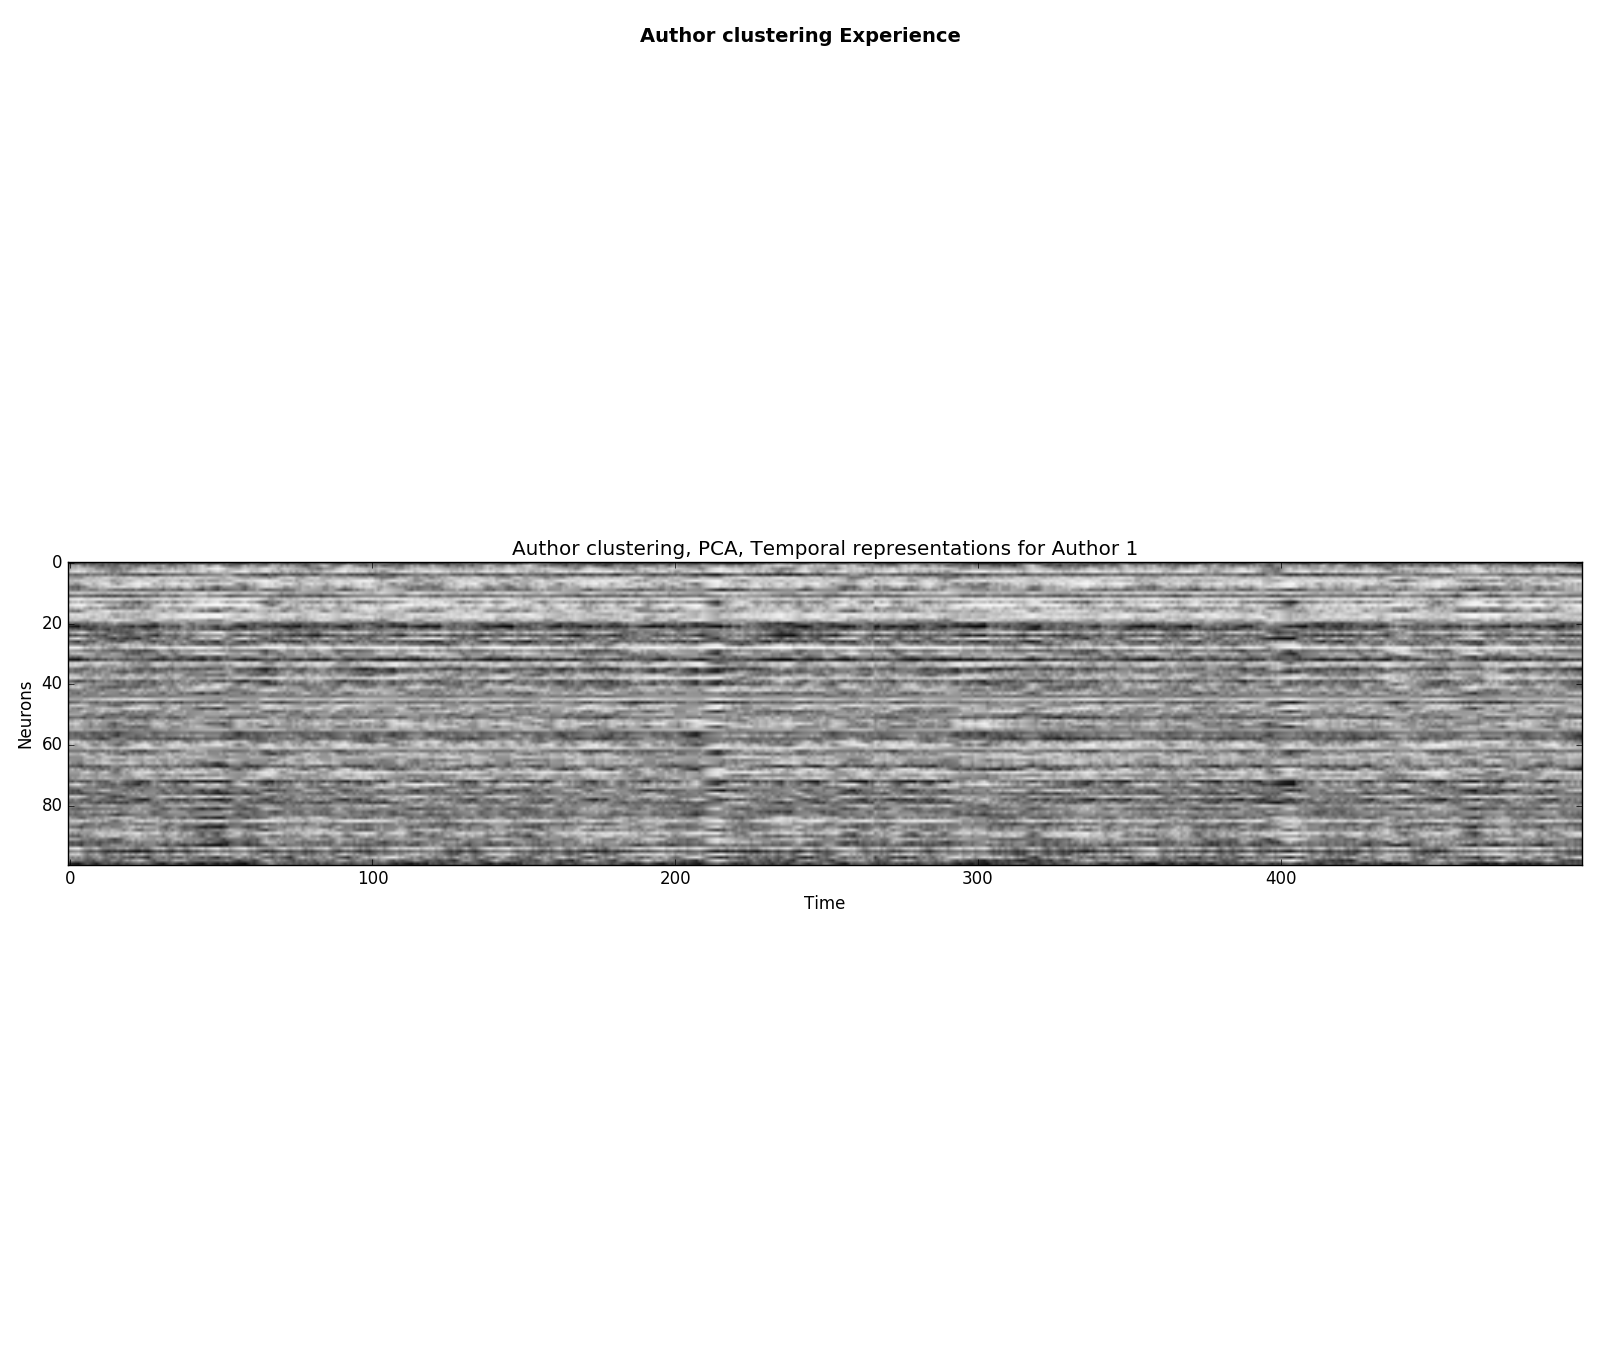 Author clustering Experience
Author clustering, PCA, Temporal representations for Author 1
0
20
40
60
80
Neurons
0 100 200 300 400
Time